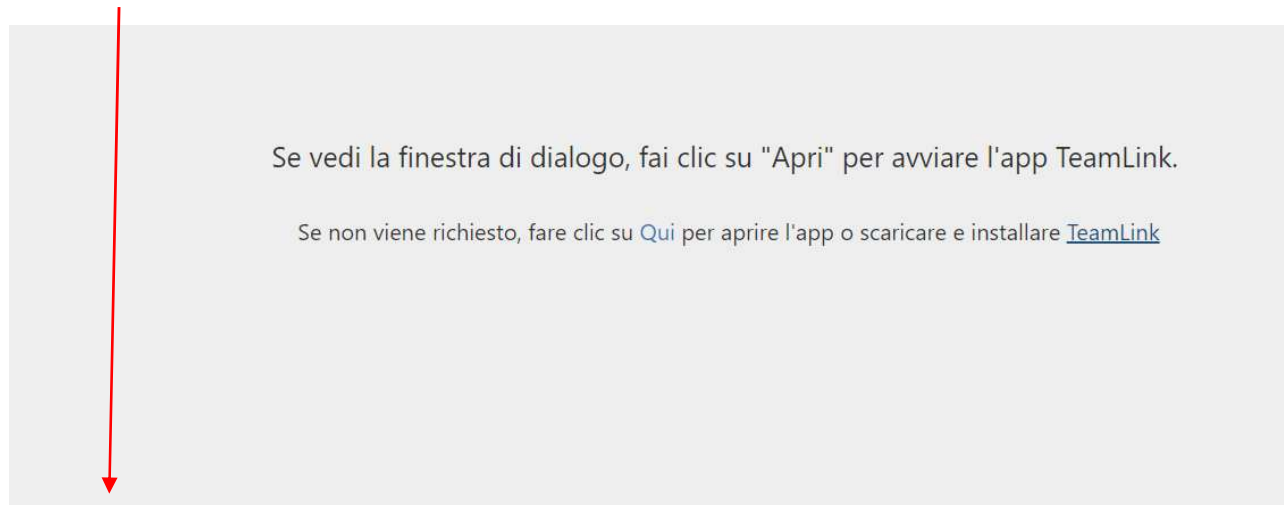 Se vedi la finestra di dialogo, fai clic su "Apri" per avviare l'app TeamLink.
Se non viene richiesto, fare clic su Qui per aprire l'app o scaricare e installare TeamLink